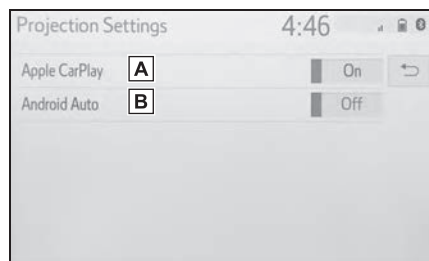 Projection Settings 4:46
Apple CarPlay A On
Android Auto B Off